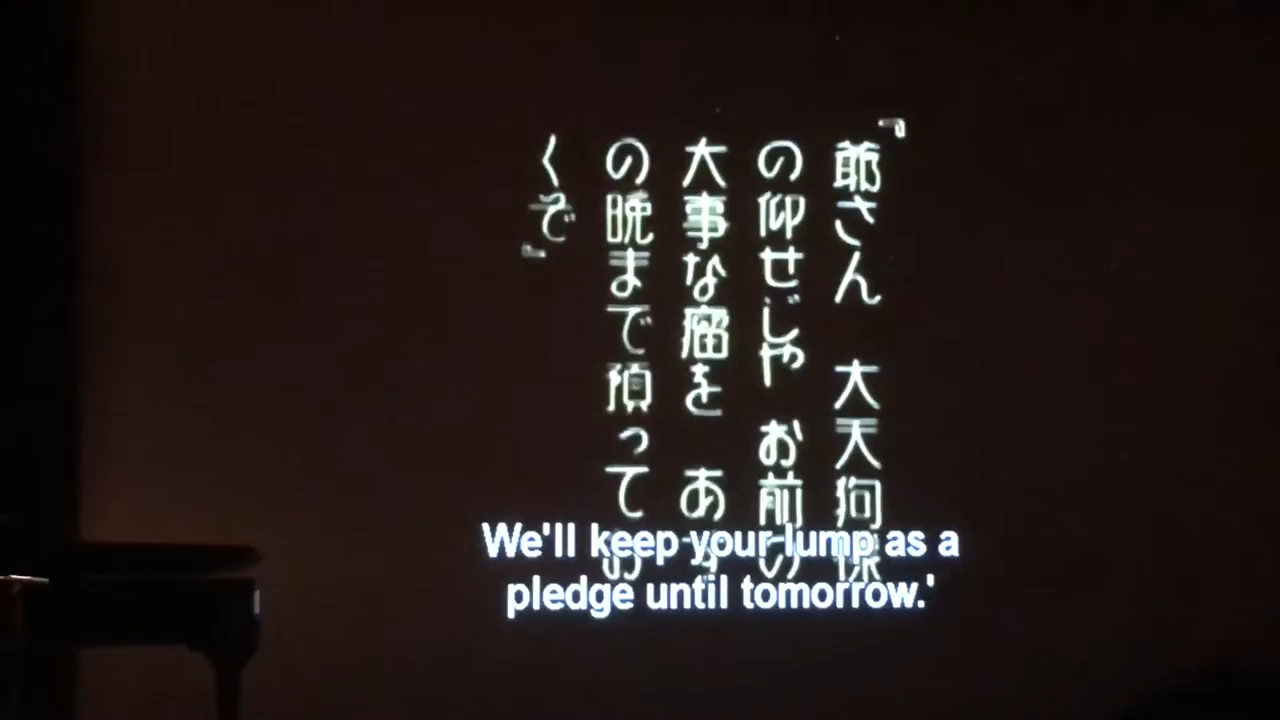 『爺さん　大天狗様
の仰せじゃ　お前の
大事な瘤を　あす
の晩まで預ってお
くぞ』
We'll keep your lump as a
pledge until tomorrow.'